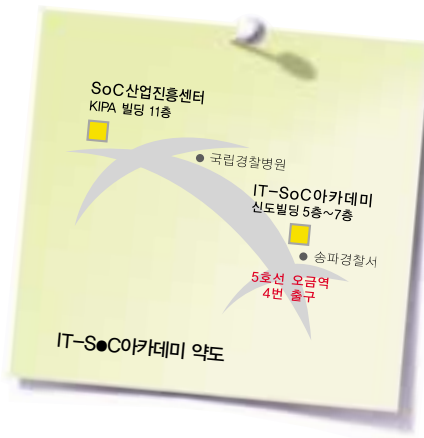 SoC산업진흥센터
KIPA 빌딩 11층
국립경찰병원
IT-SoC아카데미
신도빌딩 5층~7층
송파경찰서
5호선 오금역
4번 출구
IT-S●C아카데미 약도